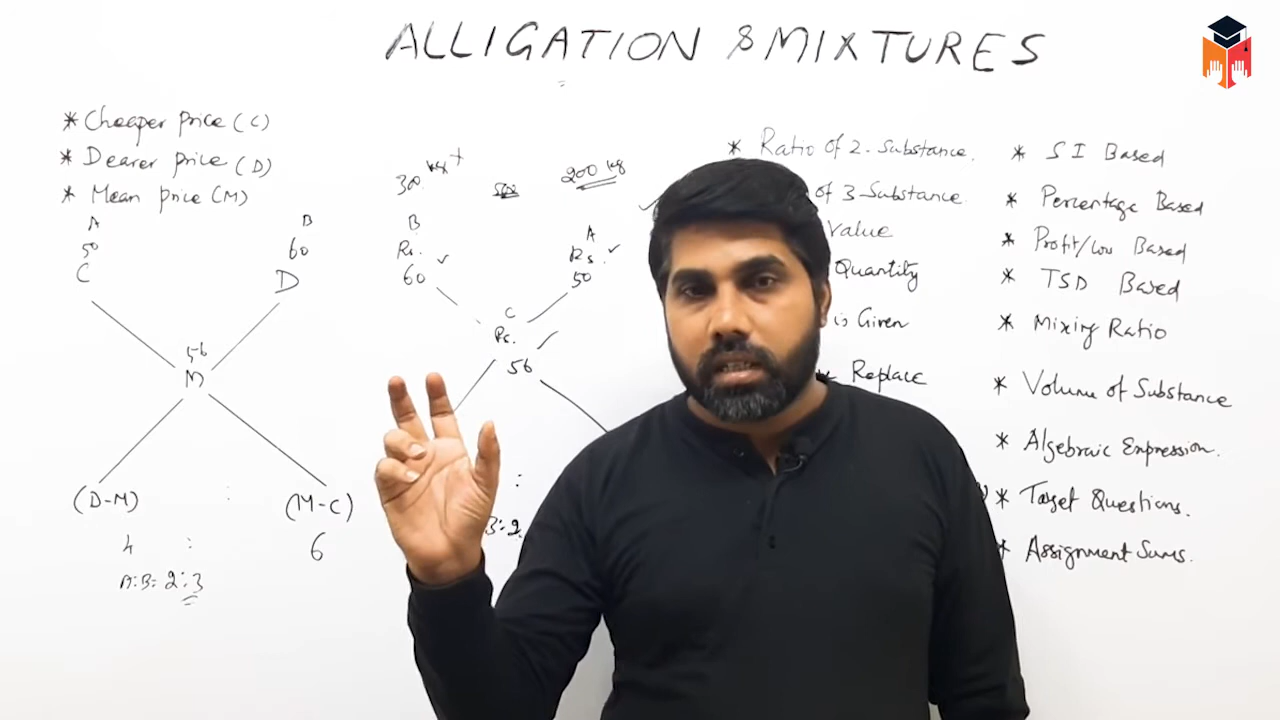 ALLIGATION & MIXTURES
* Cheaper price (C)
* Dearer price (D)
* Mean price (M)
A
B
50
60
C
D
56
M
(D-M)
:
(M-C)
4
:
6
A:B= 2:3
300 kg
200 kg
B
A
Rs.
Rs.
60
50
C
Rs.
56
:
* Ratio of 2-Substance.
of 3-Substance
Value
Quantity
is Given
Replace
* SI Based
* Percentage Based
* Profit/Loss Based
* TSD Based
* Mixing Ratio
* Volume of Substance
* Algebraic Expression.
* Target Questions.
* Assignment Sums.